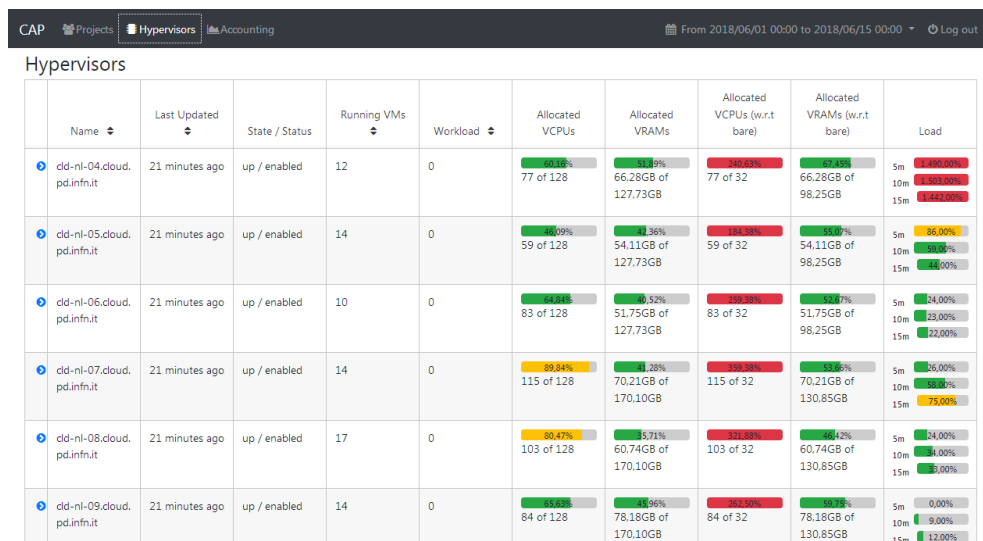 CAP Projects Hypervisors Accounting From 2018/06/01 00:00 to 2018/06/15 00:00 Log out
Hypervisors
Name
Last Updated
State / Status
Running VMs
Workload
Allocated
VCPUs
Allocated
VRAMs
Allocated
VCPUs (w.r.t
bare)
Allocated
VRAMs (w.r.t
bare)
Load
cld-nl-04.cloud.
pd.infn.it
21 minutes ago
up / enabled
12
0
60,16%
77 of 128
51,89%
66,28GB of
127,73GB
240,63%
77 of 32
67,45%
66,28GB of
98,25GB
5m 1.490,00%
10m 1.503,00%
15m 1.442,00%
cld-nl-05.cloud.
pd.infn.it
21 minutes ago
up / enabled
14
0
46,09%
59 of 128
42,36%
54,11GB of
127,73GB
184,38%
59 of 32
55,07%
54,11GB of
98,25GB
5m 86,00%
10m 59,00%
15m 44,00%
cld-nl-06.cloud.
pd.infn.it
21 minutes ago
up / enabled
10
0
64,84%
83 of 128
40,52%
51,75GB of
127,73GB
259,38%
83 of 32
52,67%
51,75GB of
98,25GB
5m 24,00%
10m 23,00%
15m 22,00%
cld-nl-07.cloud.
pd.infn.it
21 minutes ago
up / enabled
14
0
89,84%
115 of 128
41,28%
70,21GB of
170,10GB
359,38%
115 of 32
53,66%
70,21GB of
130,85GB
5m 26,00%
10m 58,00%
15m 75,00%
cld-nl-08.cloud.
pd.infn.it
21 minutes ago
up / enabled
17
0
80,47%
103 of 128
35,71%
60,74GB of
170,10GB
321,88%
103 of 32
46,42%
60,74GB of
130,85GB
5m 24,00%
10m 34,00%
15m 33,00%
cld-nl-09.cloud.
pd.infn.it
21 minutes ago
up / enabled
14
0
65,63%
84 of 128
45,96%
78,18GB of
170,10GB
262,50%
84 of 32
59,75%
78,18GB of
130,85GB
5m 0,00%
10m 9,00%
15m 12,00%